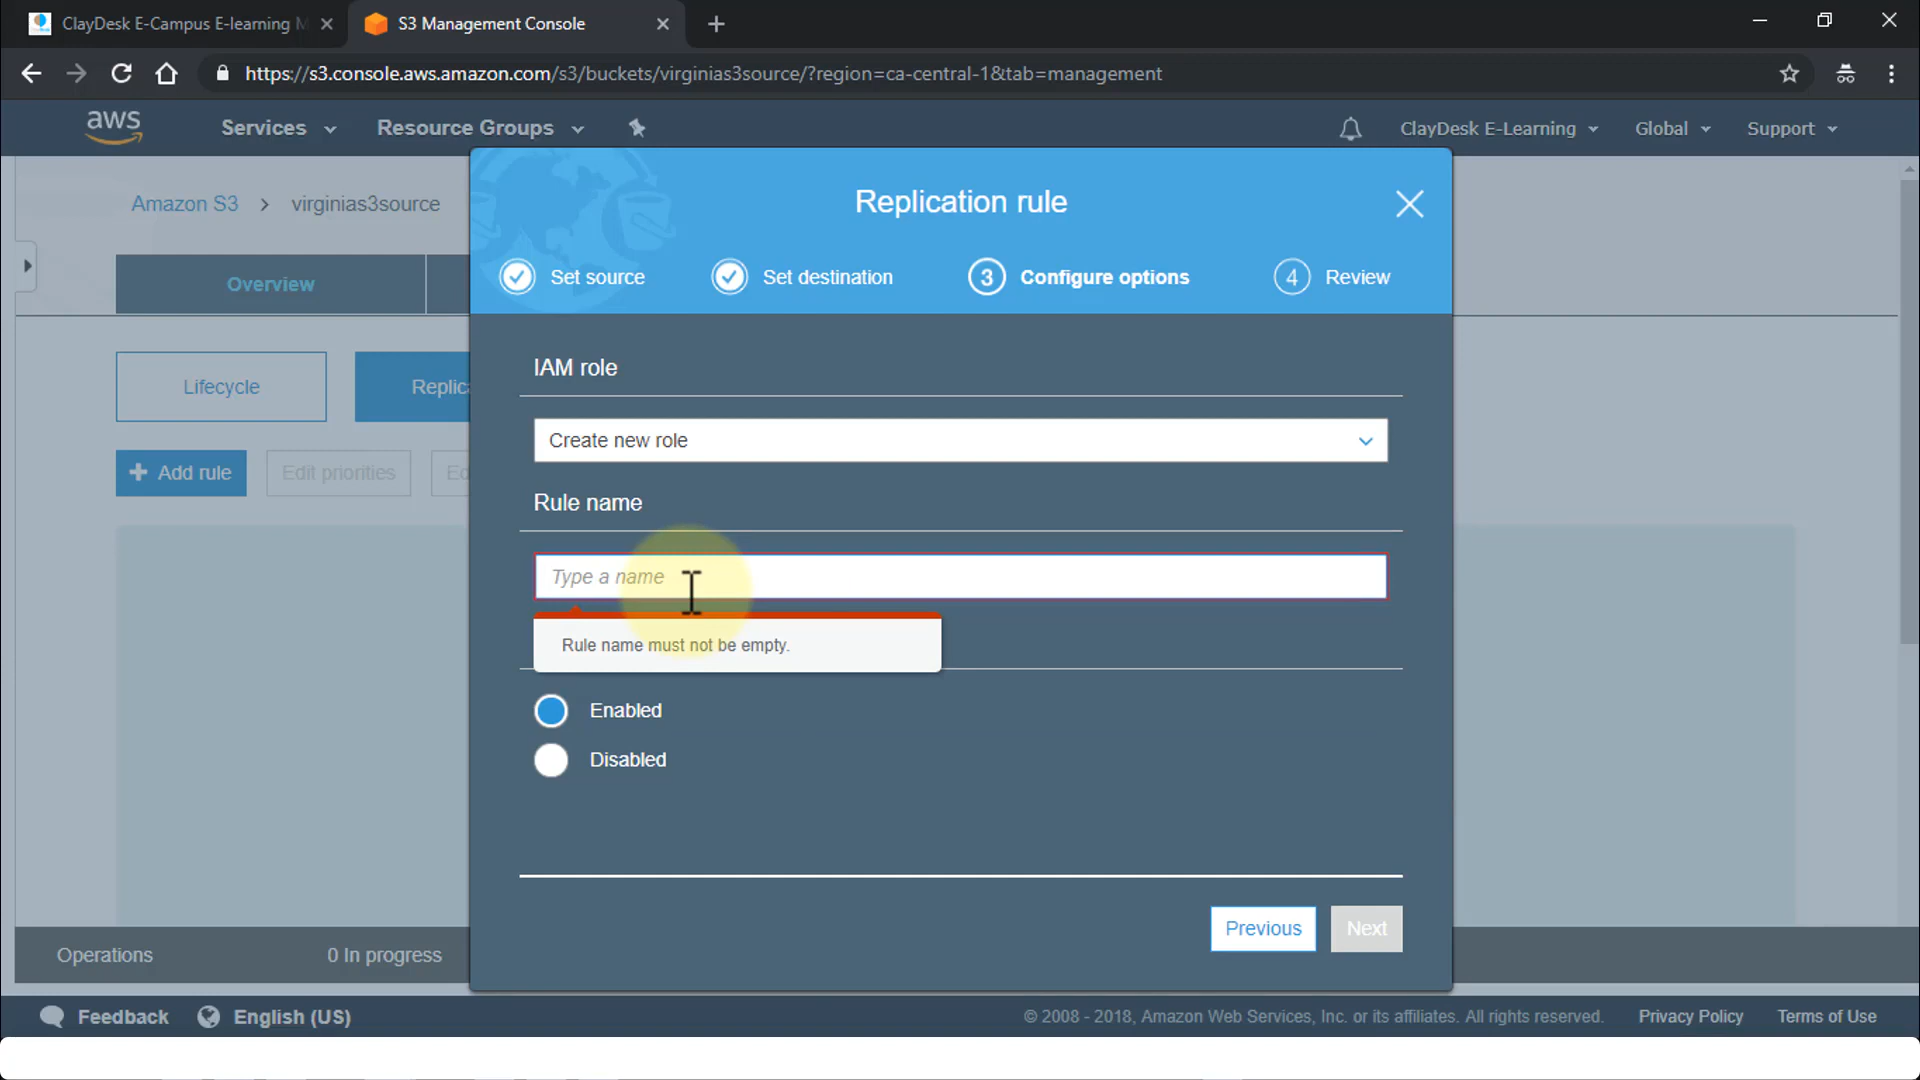 ClayDesk E-Campus E-learning M
S3 Management Console
https://s3.console.aws.amazon.com/s3/buckets/virginias3source/?region=ca-central-1&tab=management
aws
Services
Resource Groups
ClayDesk E-Learning
Global
Support
Amazon S3 > virginias3source
Replication rule
Set source
Set destination
3 Configure options
4 Review
Overview
Lifecycle
Replica
+ Add rule
Edit priorities
Ed
IAM role
Create new role
Rule name
Type a name
Rule name must not be empty.
Enabled
Disabled
Previous
Next
Operations
0 In progress
Feedback
English (US)
© 2008 - 2018, Amazon Web Services, Inc. or its affiliates. All rights reserved.
Privacy Policy
Terms of Use